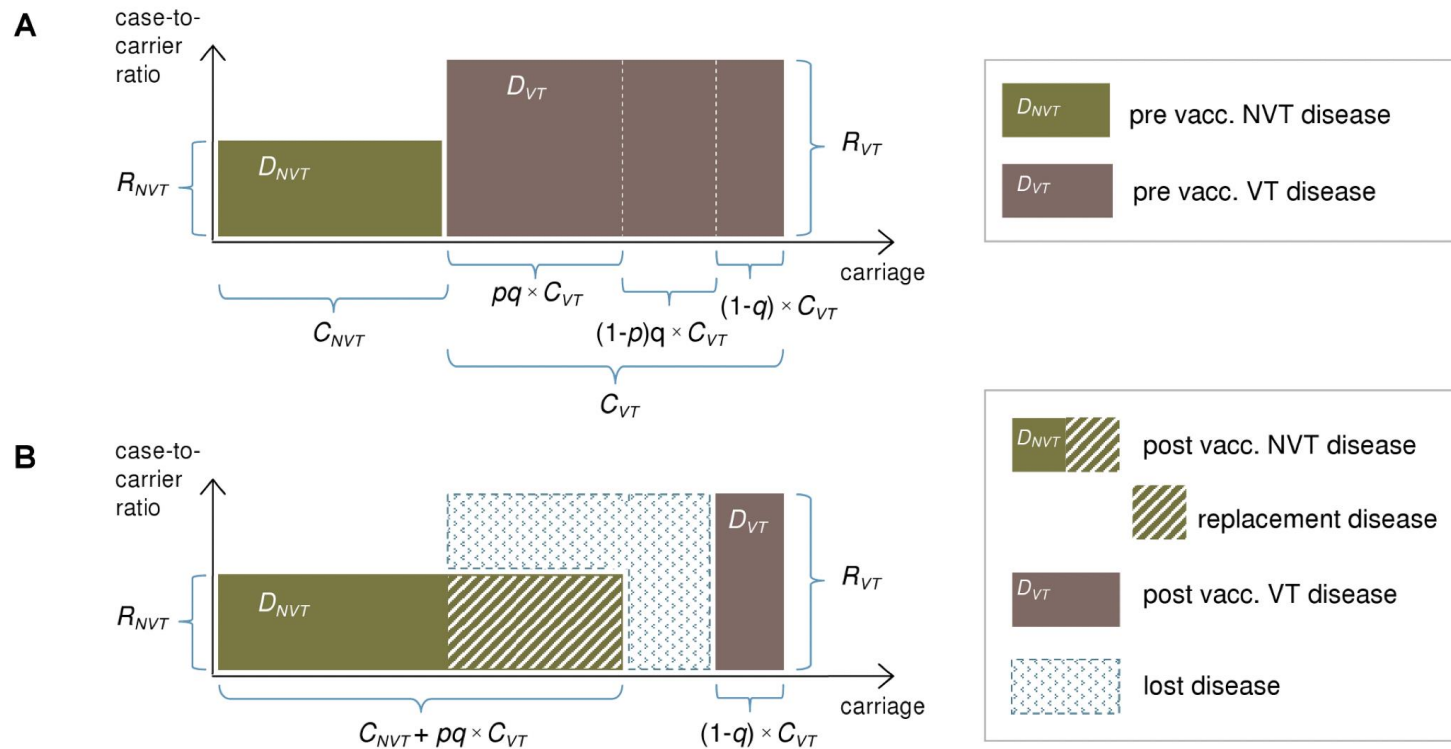 A
case-to-
carrier
ratio
D_VT
D_NVT
R_NVT
R_VT
carriage
pq × C_VT
(1-q) × C_VT
(1-p)q × C_VT
C_NVT
C_VT
D_NVT pre vacc. NVT disease
D_VT pre vacc. VT disease
B
case-to-
carrier
ratio
D_VT
D_NVT
R_NVT
R_VT
carriage
C_NVT + pq × C_VT
(1-q) × C_VT
D_NVT post vacc. NVT disease
replacement disease
D_VT post vacc. VT disease
lost disease